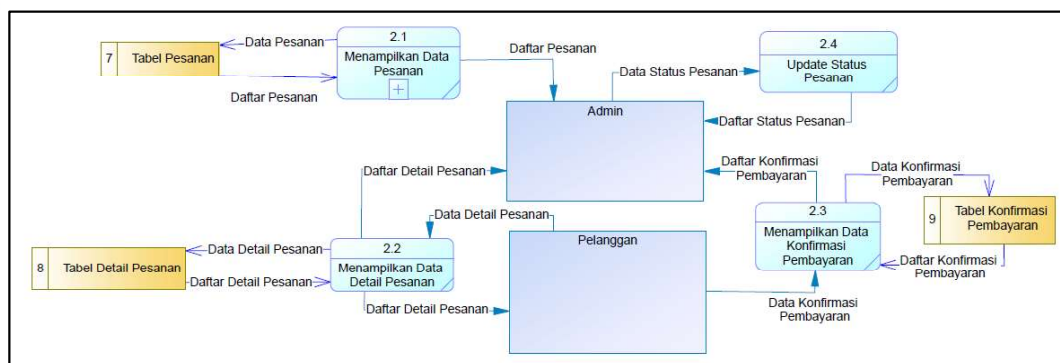 2.1
Menampilkan Data
Pesanan
7
Tabel Pesanan
Data Pesanan
Daftar Pesanan
Daftar Pesanan
2.4
Update Status
Pesanan
Data Status Pesanan
Daftar Status Pesanan
Admin
Daftar Detail Pesanan
Daftar Konfirmasi
Pembayaran
Data Konfirmasi
Pembayaran
2.3
Menampilkan Data
Konfirmasi
Pembayaran
9
Tabel Konfirmasi
Pembayaran
Daftar Konfirmasi
Pembayaran
Data Detail Pesanan
Pelanggan
2.2
Menampilkan Data
Detail Pesanan
Data Detail Pesanan
8
Tabel Detail Pesanan
Daftar Detail Pesanan
Daftar Detail Pesanan
Data Konfirmasi
Pembayaran